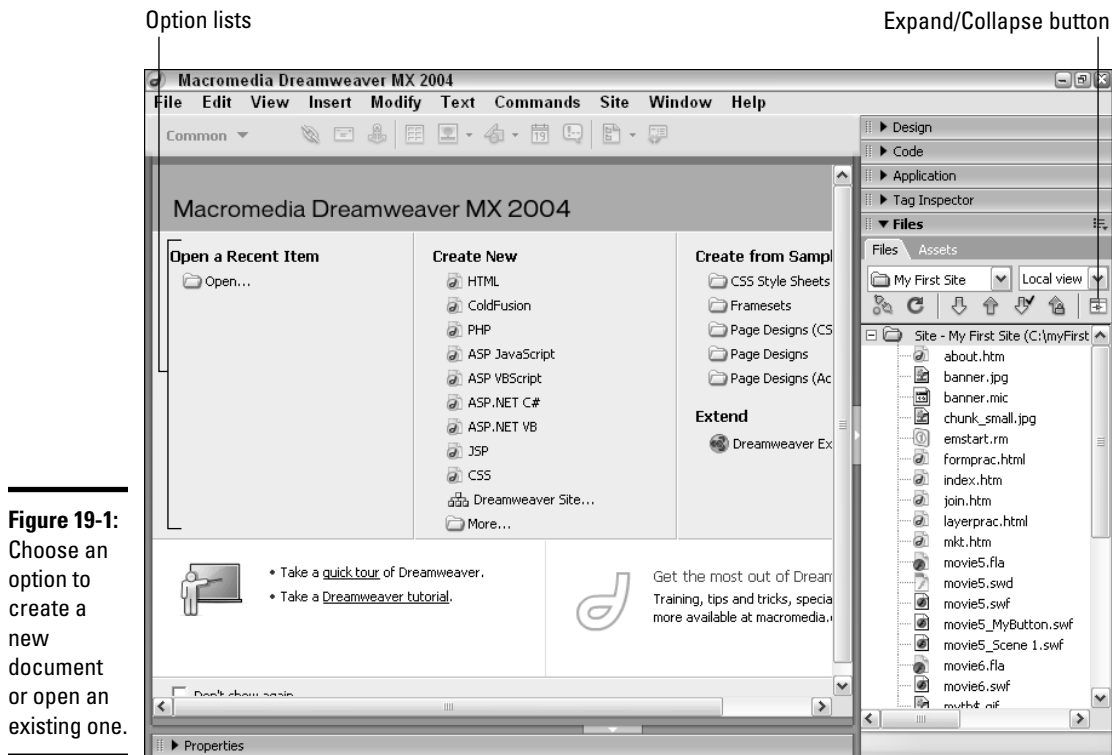 Option lists
Expand/Collapse button
Macromedia Dreamweaver MX 2004
File Edit View Insert Modify Text Commands Site Window Help
Common
19
Macromedia Dreamweaver MX 2004
Open a Recent Item
Open...
Create New
HTML
ColdFusion
PHP
ASP JavaScript
ASP VBScript
ASP.NET C#
ASP.NET VB
JSP
CSS
Dreamweaver Site...
More...
Create from Sampl
CSS Style Sheets
Framesets
Page Designs (CS
Page Designs
Page Designs (Ac
Extend
Dreamweaver Ex
• Take a quick tour of Dreamweaver.
• Take a Dreamweaver tutorial.
Get the most out of Dream
Training, tips and tricks, specia
more available at macromedia.
Don't show again
Properties
Design
Code
Application
Tag Inspector
Files
Files Assets
My First Site Local view
Site - My First Site (C:\myFirst
about.htm
banner.jpg
banner.mic
chunk_small.jpg
emstart.rm
formprac.html
index.htm
join.htm
layerprac.html
mkt.htm
movie5.fla
movie5.swd
movie5.swf
movie5_MyButton.swf
movie5_Scene 1.swf
movie6.fla
movie6.swf
Figure 19-1:
Choose an
option to
create a
new
document
or open an
existing one.